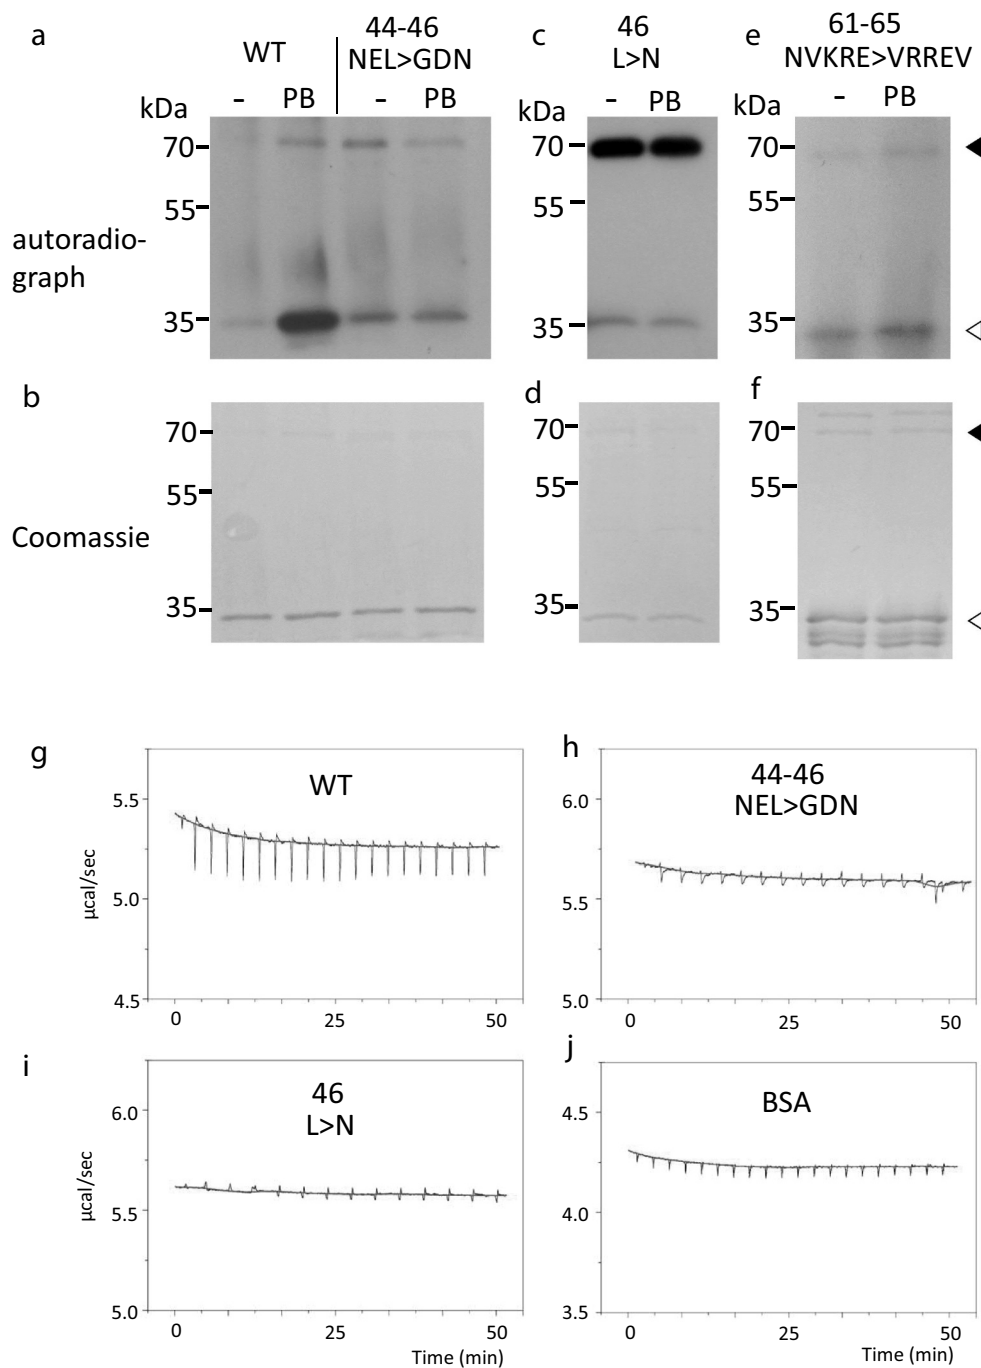 a
WT
44-46
NEL>GDN
- PB - PB
kDa
70
55
35
autoradio-
graph
c
46
L>N
- PB
kDa
70
55
35
e
61-65
NVKRE>VRREV
- PB
kDa
70
55
35
b
Coomassie
70
55
35
d
70
55
35
f
70
55
35
g
WT
µcal/sec
5.5
5.0
4.5
0 25 50
h
44-46
NEL>GDN
6.0
5.5
5.0
0 25 50
i
46
L>N
µcal/sec
6.0
5.5
5.0
0 25 50
Time (min)
j
BSA
4.5
4.0
3.5
0 25 50
Time (min)